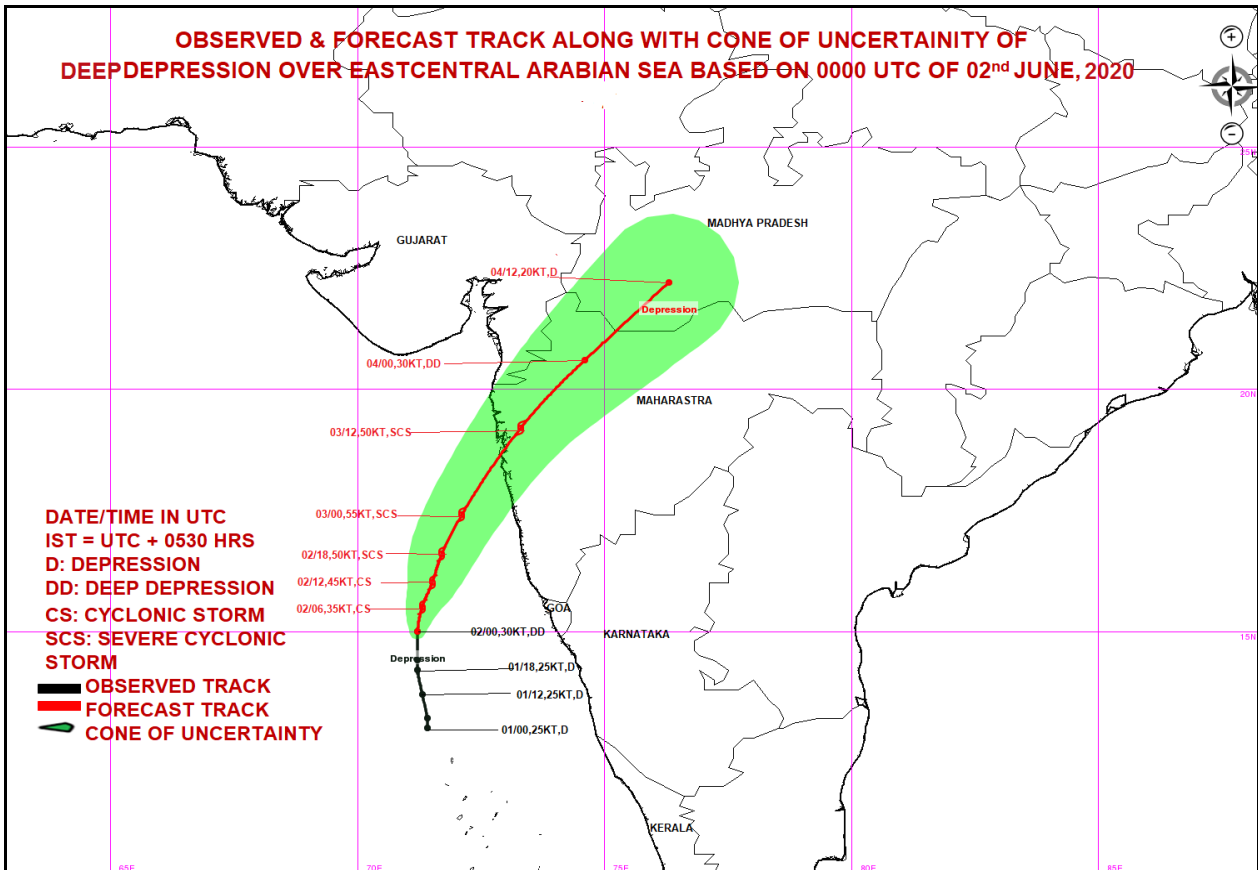 OBSERVED & FORECAST TRACK ALONG WITH CONE OF UNCERTAINITY OF
DEEPDEPRESSION OVER EASTCENTRAL ARABIAN SEA BASED ON 0000 UTC OF 02nd JUNE, 2020
25N
MADHYA PRADESH
GUJARAT
04/12,20KT,D
Depression
04/00,30KT,DD
20N
MAHARASTRA
03/12,50KT,SCS
03/00,55KT,SCS
02/18,50KT,SCS
02/12,45KT,CS
02/06,35KT,CS
GOA
02/00,30KT,DD
KARNATAKA
15N
Depression
01/18,25KT,D
01/12,25KT,D
01/00,25KT,D
KERALA
DATE/TIME IN UTC
IST = UTC + 0530 HRS
D: DEPRESSION
DD: DEEP DEPRESSION
CS: CYCLONIC STORM
SCS: SEVERE CYCLONIC
STORM
OBSERVED TRACK
FORECAST TRACK
CONE OF UNCERTAINTY
65E
70E
75E
80E
85E